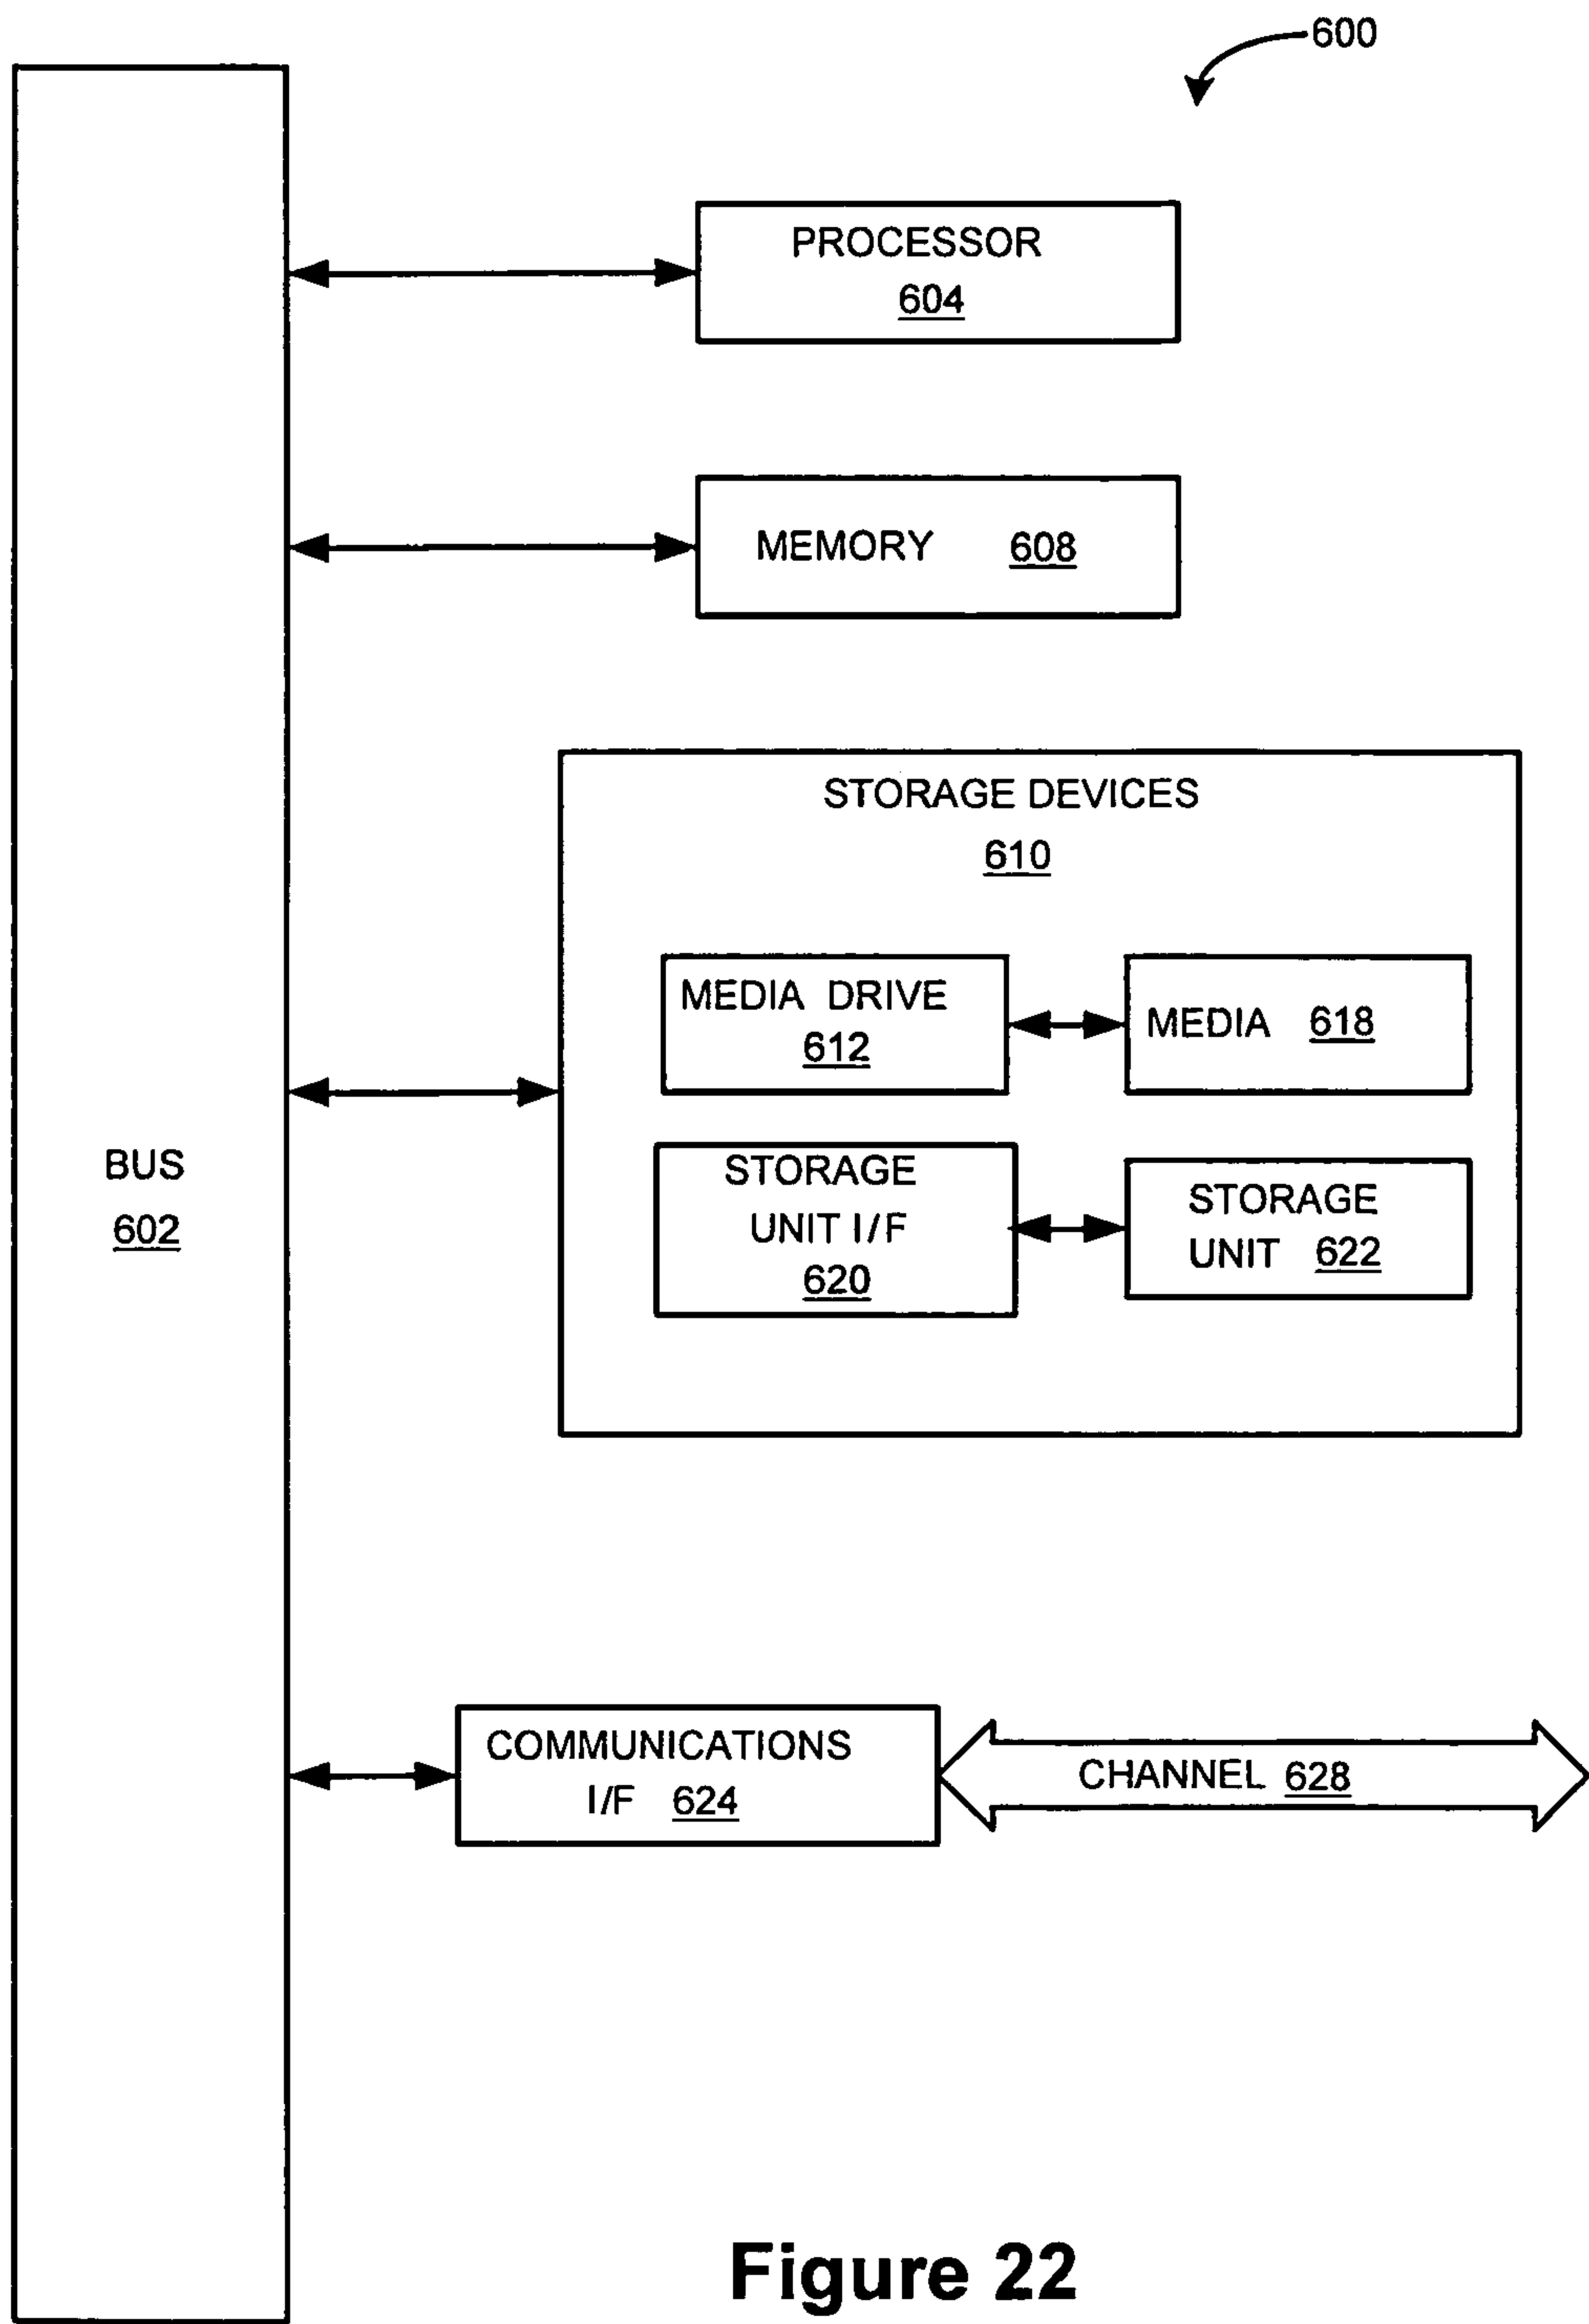 600
PROCESSOR
604
MEMORY 608
STORAGE DEVICES
610
MEDIA DRIVE
612
MEDIA 618
BUS
602
STORAGE
UNIT I/F
620
STORAGE
UNIT 622
COMMUNICATIONS
I/F 624
CHANNEL 628
Figure 22